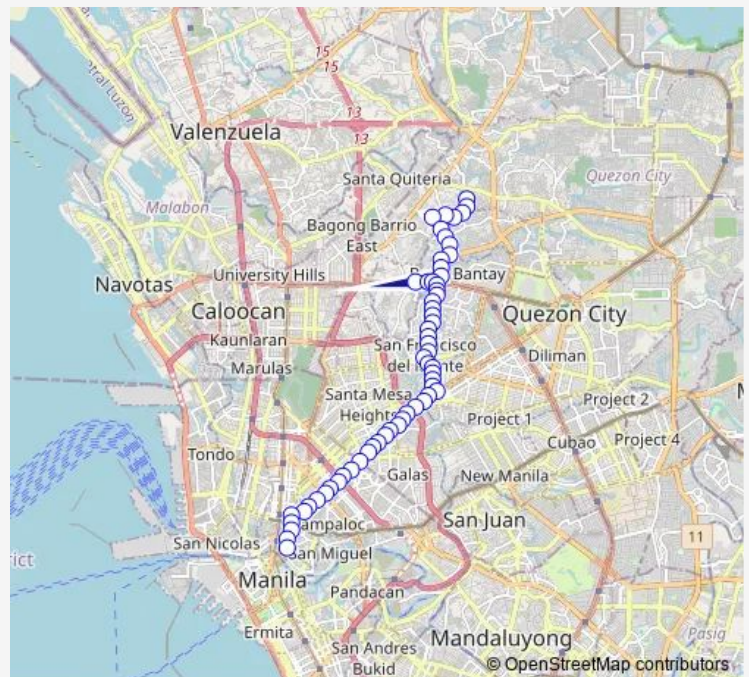 15
15
tral Luzon
13
Valenzuela
13
Santa Quiteria
Quezon City
Malabon
Bagong Barrio
East
University Hills
Bantay
Navotas
Caloocan
Quezon City
Kaunlaran
San Francisco
del Monte
Diliman
Marulas
Santa Mesa
Heights
Project 2
Project 1
Tondo
Cubao
Project 4
Galas
New Manila
Sampaloc
San Juan
San Nicolas
San Miguel
11
rict
Manila
Pandacan
Ermita
Mandaluyong
Pasig
San Andres
Bukid
© OpenStreetMap contributors